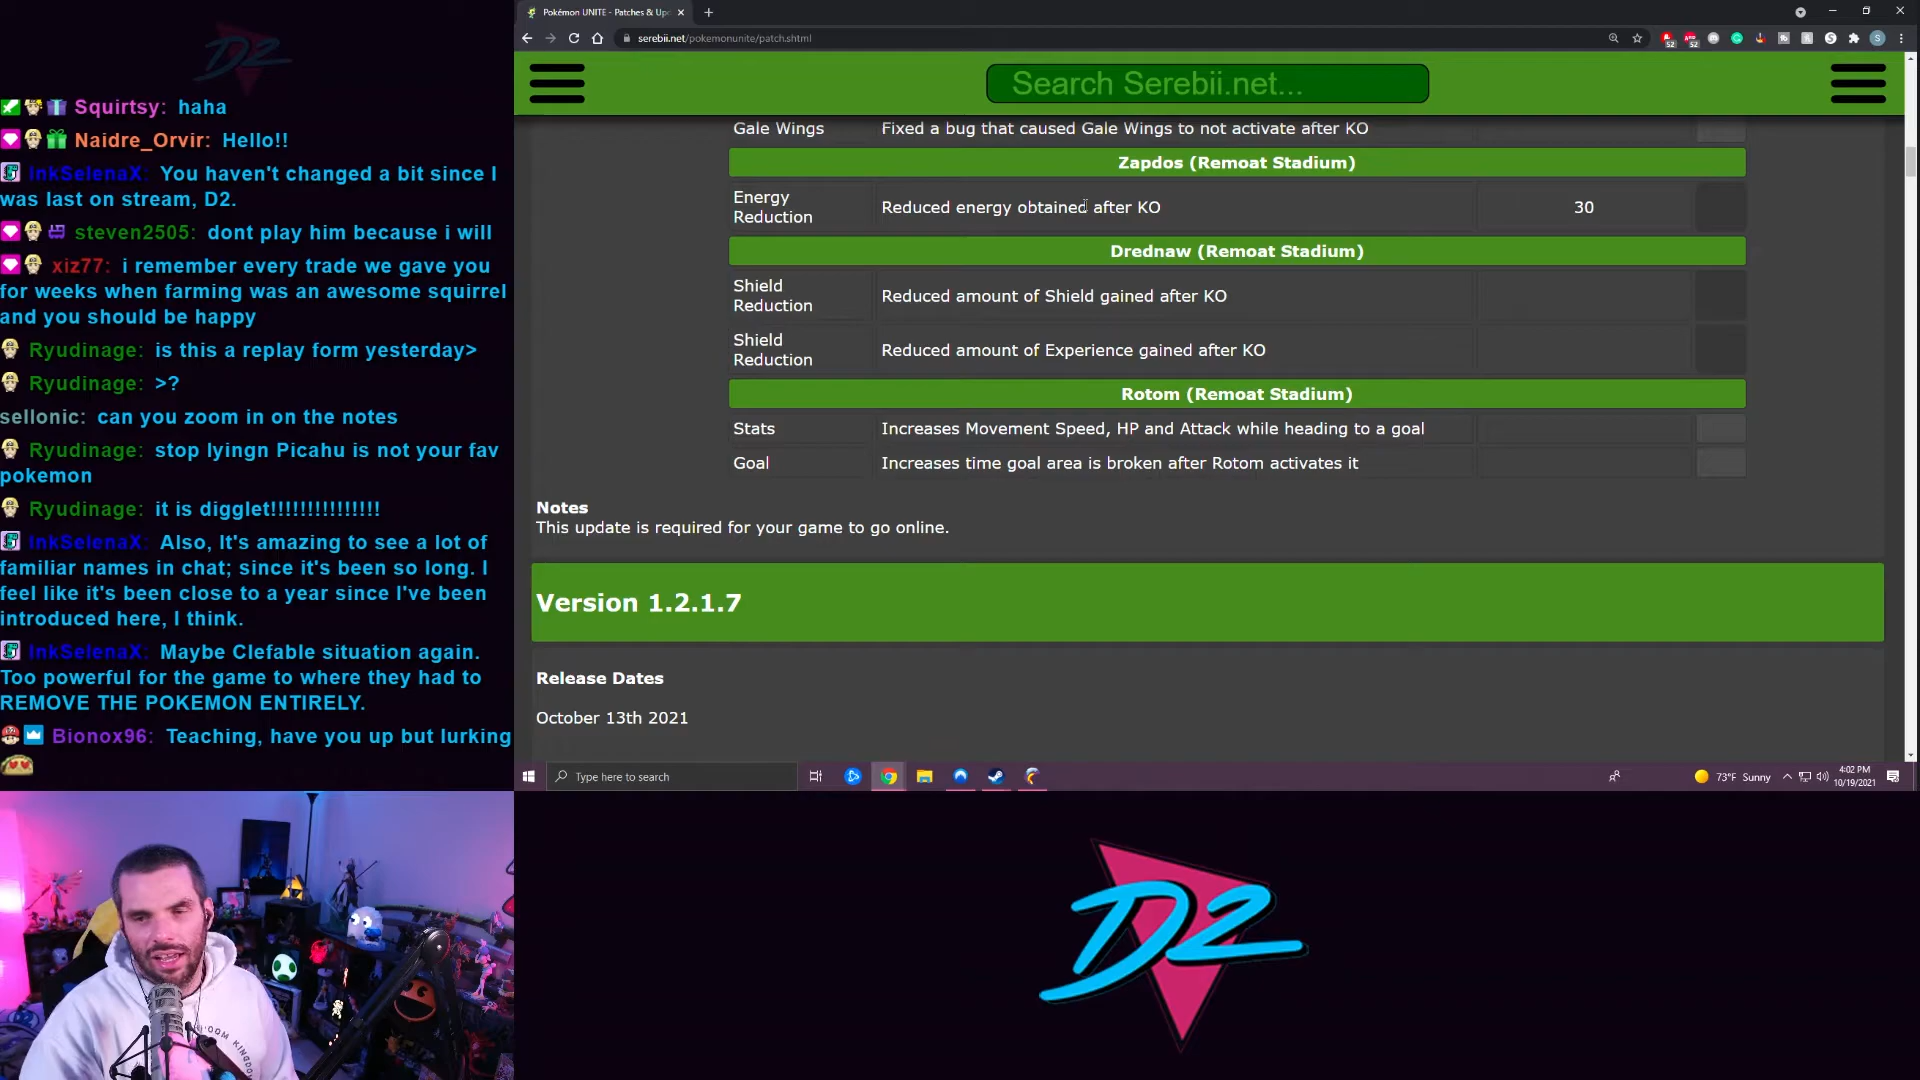 D2
Squirtsy: haha
Naidre_Orvir: Hello!!
InkSelenaX: You haven't changed a bit since I
was last on stream, D2.
steven2505: dont play him because i will
xiz77: i remember every trade we gave you
for weeks when farming was an awesome squirrel
and you should be happy
Ryudinage: is this a replay form yesterday>
Ryudinage: >?
sellonic: can you zoom in on the notes
Ryudinage: stop lyingn Picahu is not your fav
pokemon
Ryudinage: it is digglet!!!!!!!!!!!!!!!
InkSelenaX: Also, It's amazing to see a lot of
familiar names in chat; since it's been so long. I
feel like it's been close to a year since I've been
introduced here, I think.
InkSelenaX: Maybe Clefable situation again.
Too powerful for the game to where they had to
REMOVE THE POKEMON ENTIRELY.
Bionox96: Teaching, have you up but lurking
Pokémon UNITE - Patches & Up
serebii.net/pokemonunite/patch.shtml
Search Serebii.net...
Gale Wings Fixed a bug that caused Gale Wings to not activate after KO
Zapdos (Remoat Stadium)
Energy
Reduction Reduced energy obtained after KO 30
Drednaw (Remoat Stadium)
Shield
Reduction Reduced amount of Shield gained after KO
Shield
Reduction Reduced amount of Experience gained after KO
Rotom (Remoat Stadium)
Stats Increases Movement Speed, HP and Attack while heading to a goal
Goal Increases time goal area is broken after Rotom activates it
Notes
This update is required for your game to go online.
Version 1.2.1.7
Release Dates
October 13th 2021
Type here to search
73°F Sunny
4:02 PM
10/19/2021
D2